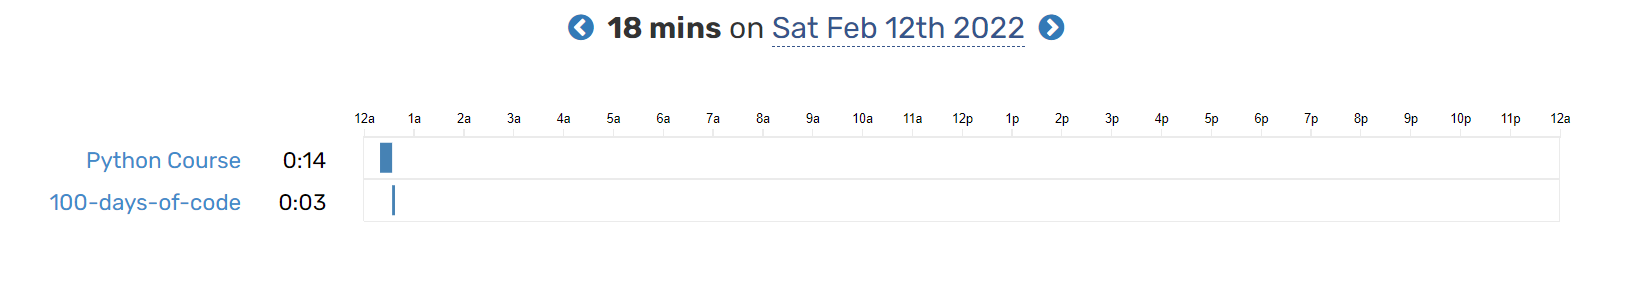 18 mins on Sat Feb 12th 2022
12a 1a 2a 3a 4a 5a 6a 7a 8a 9a 10a 11a 12p 1p 2p 3p 4p 5p 6p 7p 8p 9p 10p 11p 12a
Python Course 0:14
100-days-of-code 0:03